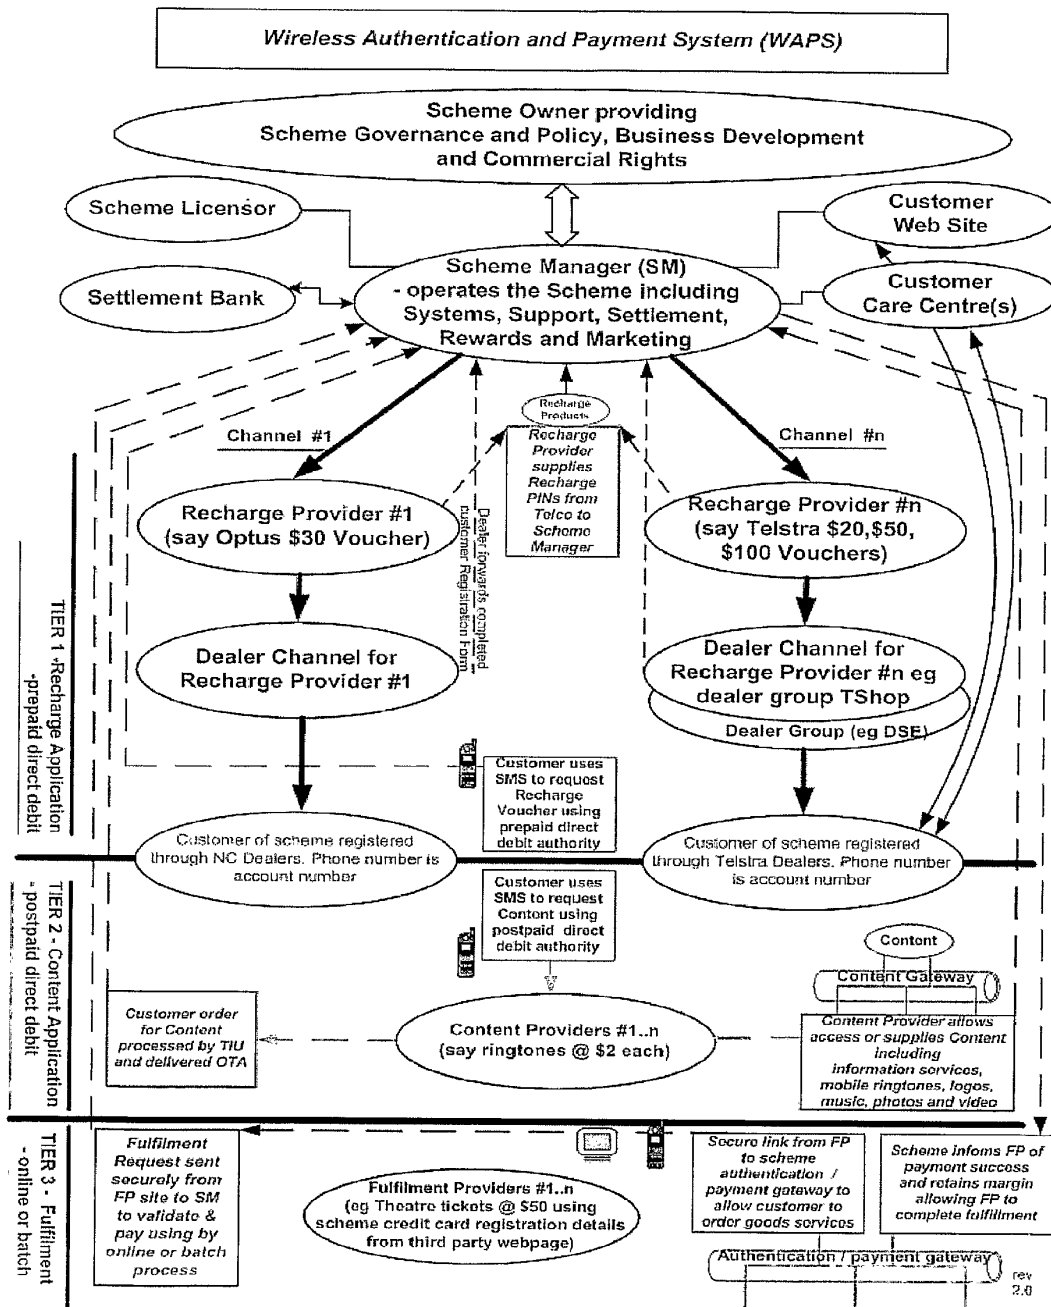 Wireless Authentication and Payment System (WAPS)
Scheme Owner providing
Scheme Governance and Policy, Business Development
and Commercial Rights
Scheme Licensor
Customer
Web Site
Scheme Manager (SM)
- operates the Scheme including
Systems, Support, Settlement,
Rewards and Marketing
Settlement Bank
Customer
Care Centre(s)
Recharge
Products
Channel #1
Channel #n
Recharge
Provider
supplies
Recharge
PINs from
Telco to
Scheme
Manager
Recharge Provider #1
(say Optus $30 Voucher)
Recharge Provider #n
(say Telstra $20,$50,
$100 Vouchers)
Dealer forwards completed
customer Registration Form
TIER 1 -Recharge Application
-prepaid direct debit
Dealer Channel for
Recharge Provider #1
Dealer Channel for
Recharge Provider #n eg
dealer group TShop
Dealer Group (eg DSE)
Customer uses
SMS to request
Recharge
Voucher using
prepaid direct
debit authority
Customer of scheme registered
through NC Dealers. Phone number is
account number
Customer of scheme registered
through Telstra Dealers. Phone number
is account number
TIER 2 - Content Application
- postpaid direct debit
Customer uses
SMS to request
Content using
postpaid direct
debit authority
Content
Content Gateway
Customer order
for Content
processed by TIU
and delivered OTA
Content Providers #1..n
(say ringtones @ $2 each)
Content Provider allows
access or supplies Content
including
information services,
mobile ringtones, logos,
music, photos and video
TIER 3 - Fulfilment
- online or batch
Fulfilment
Request sent
securely from
FP site to SM
to validate &
pay using by
online or batch
process
Fulfilment Providers #1..n
(eg Theatre tickets @ $50 using
scheme credit card registration details
from third party webpage)
Secure link from FP
to scheme
authentication /
payment gateway to
allow customer to
order goods services
Scheme infoms FP of
payment success
and retains margin
allowing FP to
complete fulfillment
Authentication / payment gateway
rev
2.0